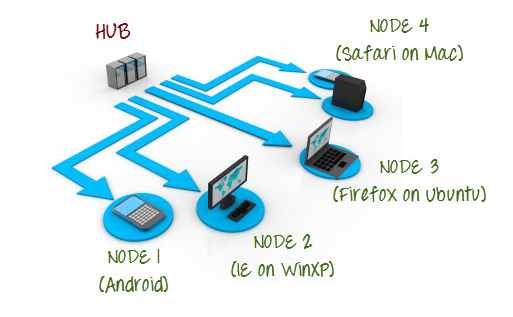 HUB
NODE 4
(Safari on Mac)
NODE 3
(Firefox on Ubuntu)
NODE 2
(IE on WinXP)
NODE 1
(Android)